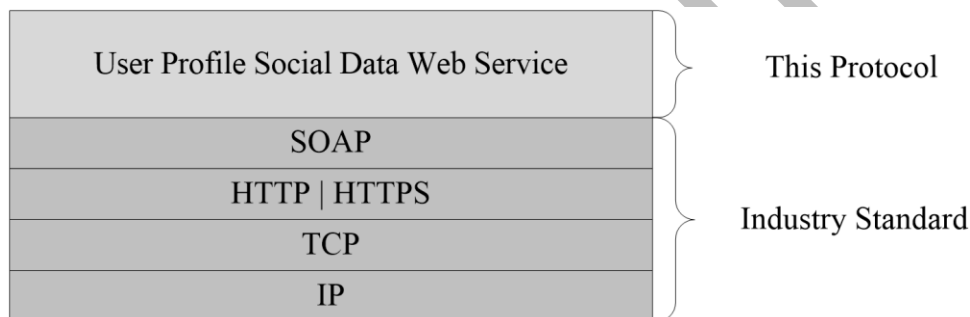 User Profile Social Data Web Service
This Protocol
SOAP
HTTP | HTTPS
TCP
IP
Industry Standard